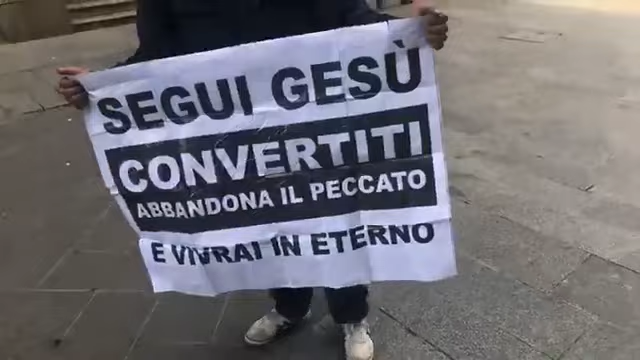 SEGUI GESÙ
CONVERTITI
ABBANDONA IL PECCATO
E VIVRAI IN ETERNO